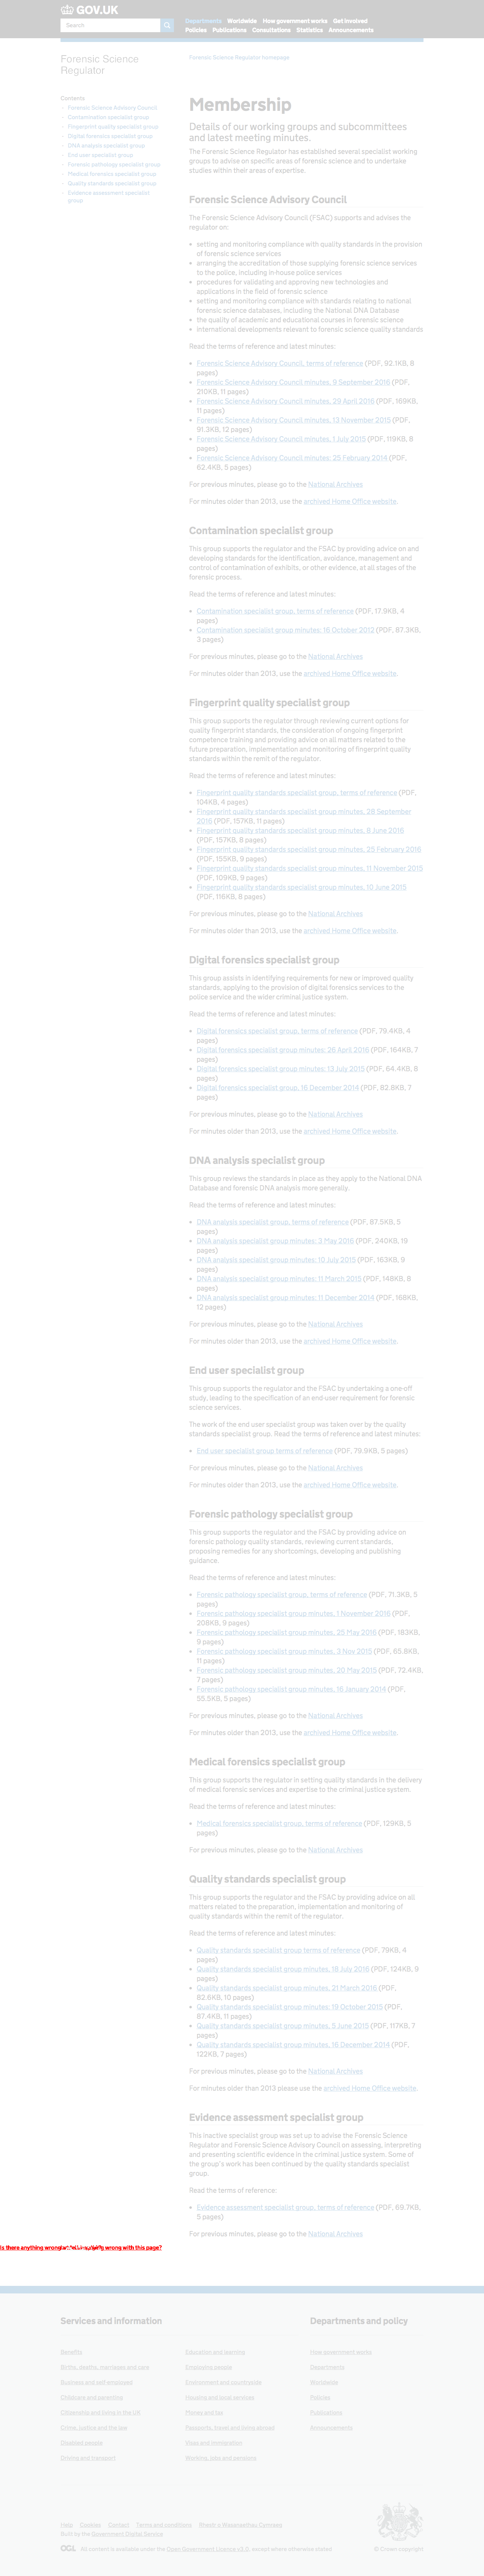 GOV.UK
Search
Departments Worldwide How government works Get involved
Policies Publications Consultations Statistics Announcements
Forensic Science
Regulator
Forensic Science Regulator homepage
Contents
- Forensic Science Advisory Council
- Contamination specialist group
- Fingerprint quality specialist group
- Digital forensics specialist group
- DNA analysis specialist group
- End user specialist group
- Forensic pathology specialist group
- Medical forensics specialist group
- Quality standards specialist group
- Evidence assessment specialist
group
Membership
Details of our working groups and subcommittees
and latest meeting minutes.
The Forensic Science Regulator has established several specialist working
groups to advise on specific areas of forensic science and to undertake
studies within their areas of expertise.
Forensic Science Advisory Council
The Forensic Science Advisory Council (FSAC) supports and advises the
regulator on:
• setting and monitoring compliance with quality standards in the provision
of forensic science services
• arranging the accreditation of those supplying forensic science services
to the police, including in-house police services
• procedures for validating and approving new technologies and
applications in the field of forensic science
• setting and monitoring compliance with standards relating to national
forensic science databases, including the National DNA Database
• the quality of academic and educational courses in forensic science
• international developments relevant to forensic science quality standards
Read the terms of reference and latest minutes:
• Forensic Science Advisory Council, terms of reference (PDF, 92.1KB, 8
pages)
• Forensic Science Advisory Council minutes, 9 September 2016 (PDF,
210KB, 11 pages)
• Forensic Science Advisory Council minutes, 29 April 2016 (PDF, 169KB,
11 pages)
• Forensic Science Advisory Council minutes, 13 November 2015 (PDF,
91.3KB, 12 pages)
• Forensic Science Advisory Council minutes, 1 July 2015 (PDF, 119KB, 8
pages)
• Forensic Science Advisory Council minutes: 25 February 2014 (PDF,
62.4KB, 5 pages)
For previous minutes, please go to the National Archives
For minutes older than 2013, use the archived Home Office website.
Contamination specialist group
This group supports the regulator and the FSAC by providing advice on and
developing standards for the identification, avoidance, management and
control of contamination of exhibits, or other evidence, at all stages of the
forensic process.
Read the terms of reference and latest minutes:
• Contamination specialist group, terms of reference (PDF, 17.9KB, 4
pages)
• Contamination specialist group minutes: 16 October 2012 (PDF, 67.3KB,
3 pages)
For previous minutes, please go to the National Archives
For minutes older than 2013, use the archived Home Office website.
Fingerprint quality specialist group
This group supports the regulator through reviewing current options for
quality fingerprint standards, the consideration of ongoing fingerprint
competence training and providing advice on all matters related to the
future preparation, implementation and monitoring of fingerprint quality
standards within the remit of the regulator.
Read the terms of reference and latest minutes:
• Fingerprint quality standards specialist group, terms of reference (PDF,
104KB, 4 pages)
• Fingerprint quality standards specialist group minutes, 28 September
2016 (PDF, 157KB, 11 pages)
• Fingerprint quality standards specialist group minutes, 8 June 2016
(PDF, 157KB, 8 pages)
• Fingerprint quality standards specialist group minutes, 25 February 2016
(PDF, 155KB, 9 pages)
• Fingerprint quality standards specialist group minutes, 11 November 2015
(PDF, 109KB, 9 pages)
• Fingerprint quality standards specialist group minutes, 10 June 2015
(PDF, 116KB, 8 pages)
For previous minutes, please go to the National Archives
For minutes older than 2013, use the archived Home Office website.
Digital forensics specialist group
This group assists in identifying requirements for new or improved quality
standards, applying to the provision of digital forensics services to the
police service and the wider criminal justice system.
Read the terms of reference and latest minutes:
• Digital forensics specialist group, terms of reference (PDF, 79.4KB, 4
pages)
• Digital forensics specialist group minutes: 26 April 2016 (PDF, 164KB, 7
pages)
• Digital forensics specialist group minutes: 13 July 2015 (PDF, 64.4KB, 6
pages)
• Digital forensics specialist group, 16 December 2014 (PDF, 82.8KB, 7
pages)
For previous minutes, please go to the National Archives
For minutes older than 2013, use the archived Home Office website.
DNA analysis specialist group
This group reviews the standards in place as they apply to the National DNA
Database and forensic DNA analysis more generally.
Read the terms of reference and latest minutes:
• DNA analysis specialist group, terms of reference (PDF, 87.5KB, 5
pages)
• DNA analysis specialist group minutes: 3 May 2016 (PDF, 240KB, 19
pages)
• DNA analysis specialist group minutes: 10 July 2015 (PDF, 163KB, 9
pages)
• DNA analysis specialist group minutes: 11 March 2015 (PDF, 148KB, 8
pages)
• DNA analysis specialist group minutes: 11 December 2014 (PDF, 168KB,
12 pages)
For previous minutes, please go to the National Archives
For minutes older than 2013, use the archived Home Office website.
End user specialist group
This group supports the regulator and the FSAC by undertaking a one-off
study, leading to the specification of an end-user requirement for forensic
science services.
The work of the end user specialist group was taken over by the quality
standards specialist group. Read the terms of reference and latest minutes:
• End user specialist group terms of reference (PDF, 79.9KB, 5 pages)
For previous minutes, please go to the National Archives
For minutes older than 2013, use the archived Home Office website.
Forensic pathology specialist group
This group supports the regulator and the FSAC by providing advice on
forensic pathology quality standards, reviewing current standards,
proposing remedies for any shortcomings, developing and publishing
guidance.
Read the terms of reference and latest minutes:
• Forensic pathology specialist group, terms of reference (PDF, 71.3KB, 5
pages)
• Forensic pathology specialist group minutes, 1 November 2016 (PDF,
208KB, 9 pages)
• Forensic pathology specialist group minutes, 25 May 2016 (PDF, 183KB,
9 pages)
• Forensic pathology specialist group minutes, 3 Nov 2015 (PDF, 65.8KB,
11 pages)
• Forensic pathology specialist group minutes, 20 May 2015 (PDF, 72.4KB,
7 pages)
• Forensic pathology specialist group minutes, 16 January 2014 (PDF,
55.5KB, 5 pages)
For previous minutes, please go to the National Archives
For minutes older than 2013, use the archived Home Office website.
Medical forensics specialist group
This group supports the regulator in setting quality standards in the delivery
of medical forensic services and expertise to the criminal justice system.
Read the terms of reference and latest minutes:
• Medical forensics specialist group, terms of reference (PDF, 129KB, 5
pages)
For previous minutes, please go to the National Archives
Quality standards specialist group
This group supports the regulator and the FSAC by providing advice on all
matters related to the preparation, implementation and monitoring of
quality standards within the remit of the regulator.
Read the terms of reference and latest minutes:
• Quality standards specialist group terms of reference (PDF, 79KB, 4
pages)
• Quality standards specialist group minutes, 18 July 2016 (PDF, 124KB, 9
pages)
• Quality standards specialist group minutes, 21 March 2016 (PDF,
82.6KB, 10 pages)
• Quality standards specialist group minutes: 19 October 2015 (PDF,
87.4KB, 11 pages)
• Quality standards specialist group minutes, 5 June 2015 (PDF, 117KB, 7
pages)
• Quality standards specialist group minutes, 16 December 2014 (PDF,
122KB, 7 pages)
For previous minutes, please go to the National Archives
For minutes older than 2013 please use the archived Home Office website.
Evidence assessment specialist group
This inactive specialist group was set up to advise the Forensic Science
Regulator and Forensic Science Advisory Council on assessing, interpreting
and presenting scientific evidence in the criminal justice system. Some of
the group's work has been continued by the quality standards specialist
group.
Read the terms of reference:
• Evidence assessment specialist group, terms of reference (PDF, 69.7KB,
5 pages)
For previous minutes, please go to the National Archives
Is there anything wrong wrong with this page?
Services and information
Benefits
Births, deaths, marriages and care
Business and self-employed
Childcare and parenting
Citizenship and living in the UK
Crime, justice and the law
Disabled people
Driving and transport
Education and learning
Employing people
Environment and countryside
Housing and local services
Money and tax
Passports, travel and living abroad
Visas and immigration
Working, jobs and pensions
Departments and policy
How government works
Departments
Worldwide
Policies
Publications
Announcements
Help Cookies Contact Terms and conditions Rhestr o Wasanaethau Cymraeg
Built by the Government Digital Service
OGL All content is available under the Open Government Licence v3.0, except where otherwise stated
© Crown copyright